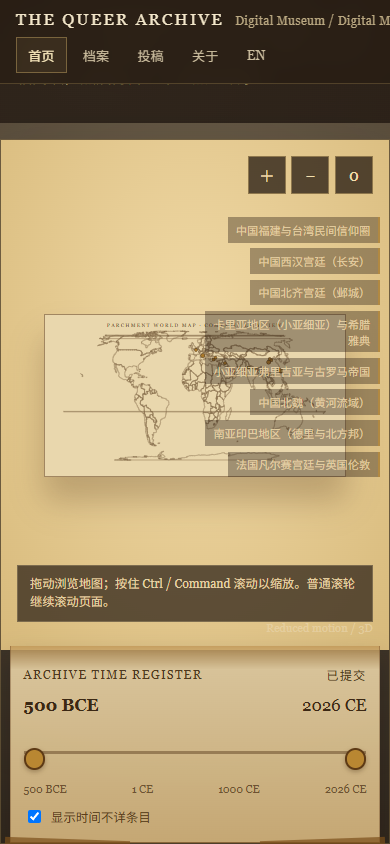 THE QUEER ARCHIVE Digital Museum / Digital M
首页 档案 投稿 关于 EN
+ − 0
中国福建与台湾民间信仰圈
中国西汉宫廷（长安）
中国北齐宫廷（邺城）
PARCHMENT WORLD MAP
卡里亚地区（小亚细亚）与希腊
雅典
小亚细亚弗里吉亚与古罗马帝国
中国北魏（黄河流域）
南亚印巴地区（德里与北方邦）
法国凡尔赛宫廷与英国伦敦
拖动浏览地图；按住 Ctrl / Command 滚动以缩放。普通滚轮
继续滚动页面。
Reduced motion / 3D
ARCHIVE TIME REGISTER 已提交
500 BCE 2026 CE
500 BCE 1 CE 1000 CE 2026 CE
显示时间不详条目